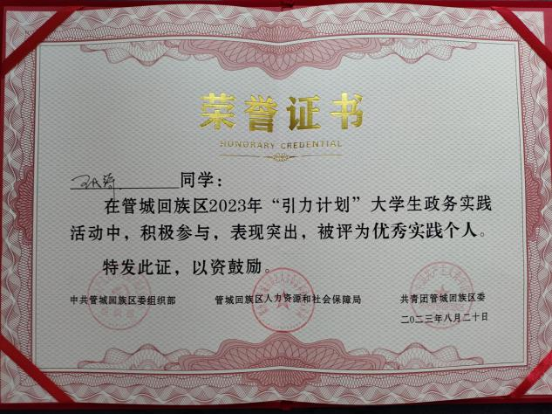 荣誉证书
HONORARY CREDENTIAL
同学：
在管城回族区2023年“引力计划”大学生政务实践
活动中，积极参与，表现突出，被评为优秀实践个人。
特发此证，以资鼓励。
中共管城回族区委组织部 管城回族区人力资源和社会保障局 共青团管城回族区委
二〇二三年八月二十日